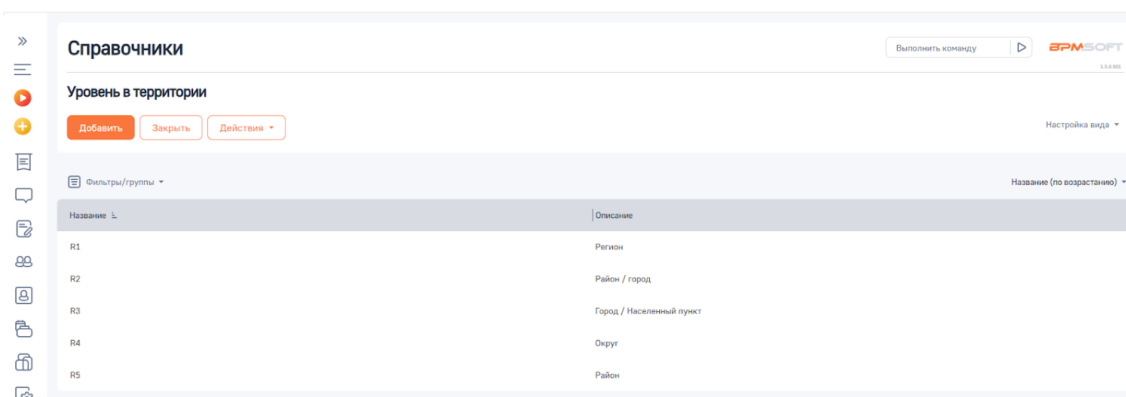 Справочники
Выполнить команду
BPMSOFT
Уровень в территории
Добавить Закрыть Действия
Настройка вида
Фильтры/группы
Название (по возрастанию)
Название Описание
R1 Регион
R2 Район / город
R3 Город / Населенный пункт
R4 Округ
R5 Район